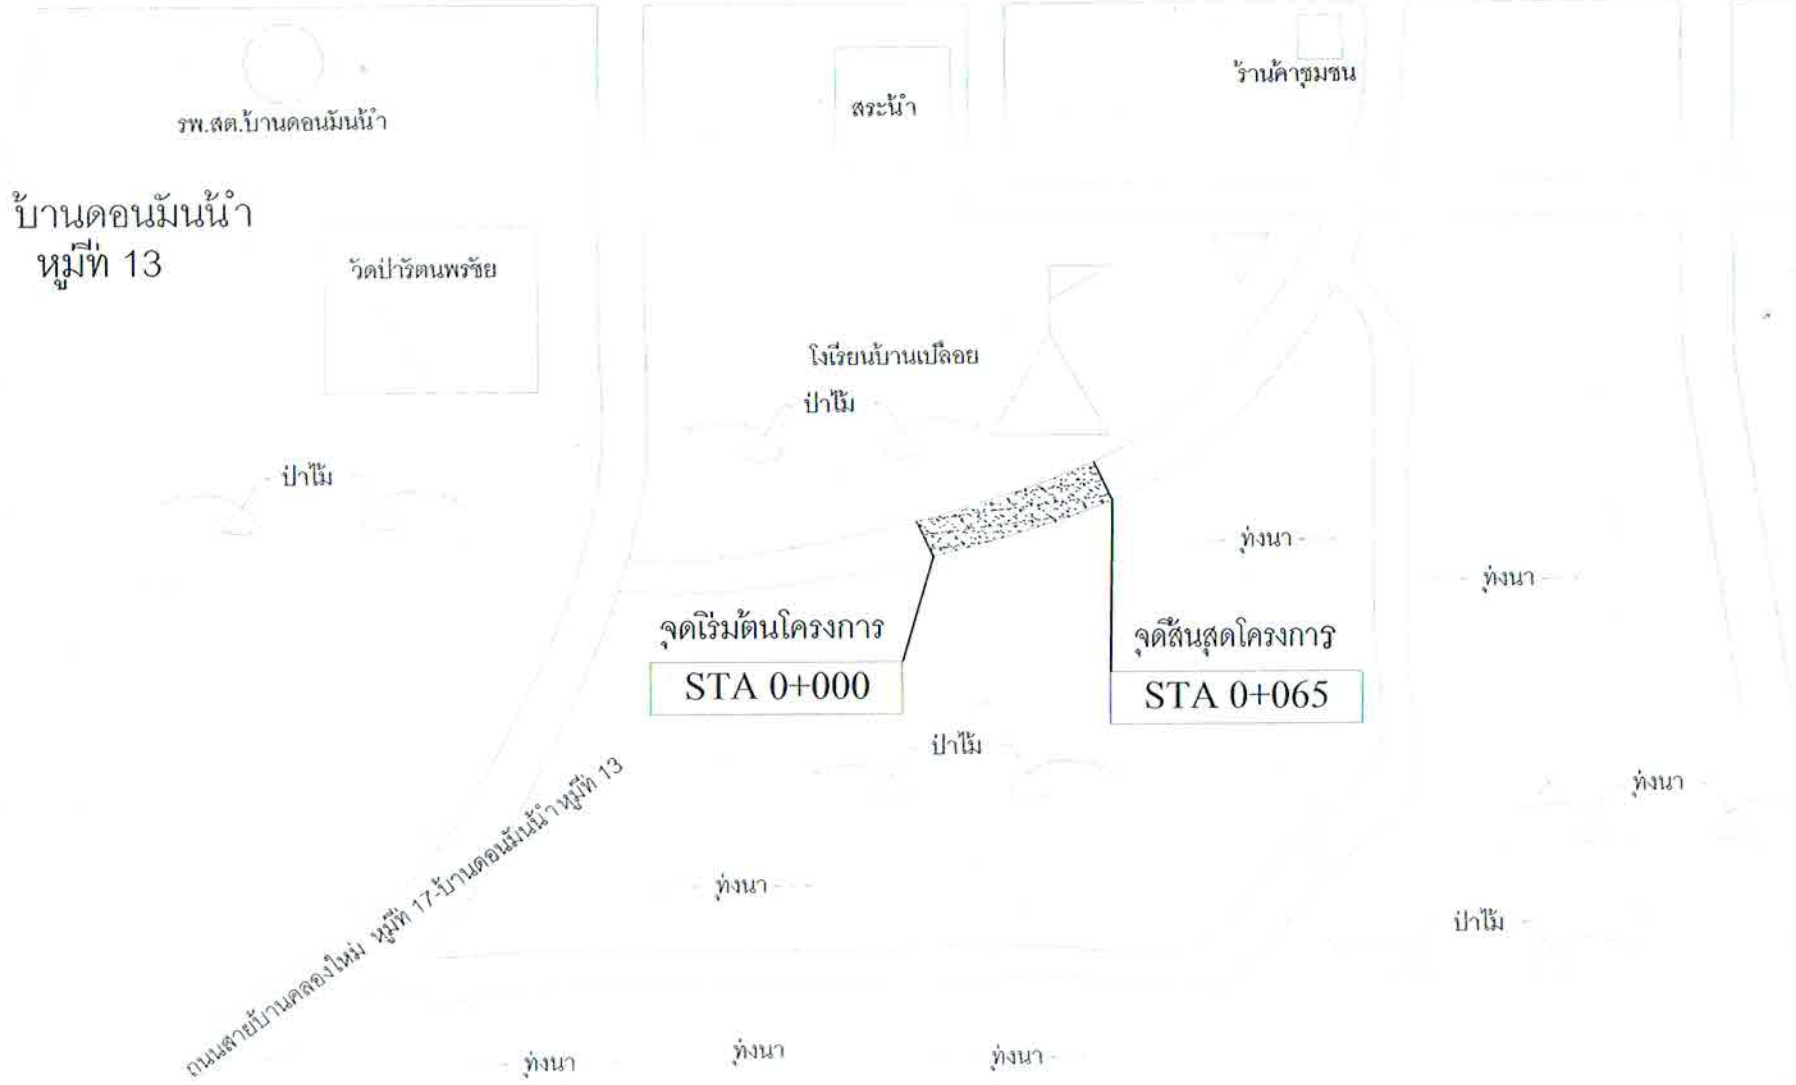 ร้านค้าชุมชน
สระน้ำ
รพ.สต.บ้านดอนมันน้ำ
บ้านดอนมันน้ำ
หมู่ที่ 13
วัดป่ารัตนพรชัย
โรงเรียนบ้านเปลือย
ป่าไม้
ป่าไม้
ทุ่งนา
ทุ่งนา
จุดเริ่มต้นโครงการ
STA 0+000
จุดสิ้นสุดโครงการ
STA 0+065
ป่าไม้
ทุ่งนา
ถนนสายบ้านคลองใหม่ หมู่ที่ 17-บ้านดอนมันน้ำ หมู่ที่ 13
ทุ่งนา
ป่าไม้
ทุ่งนา
ทุ่งนา
ทุ่งนา